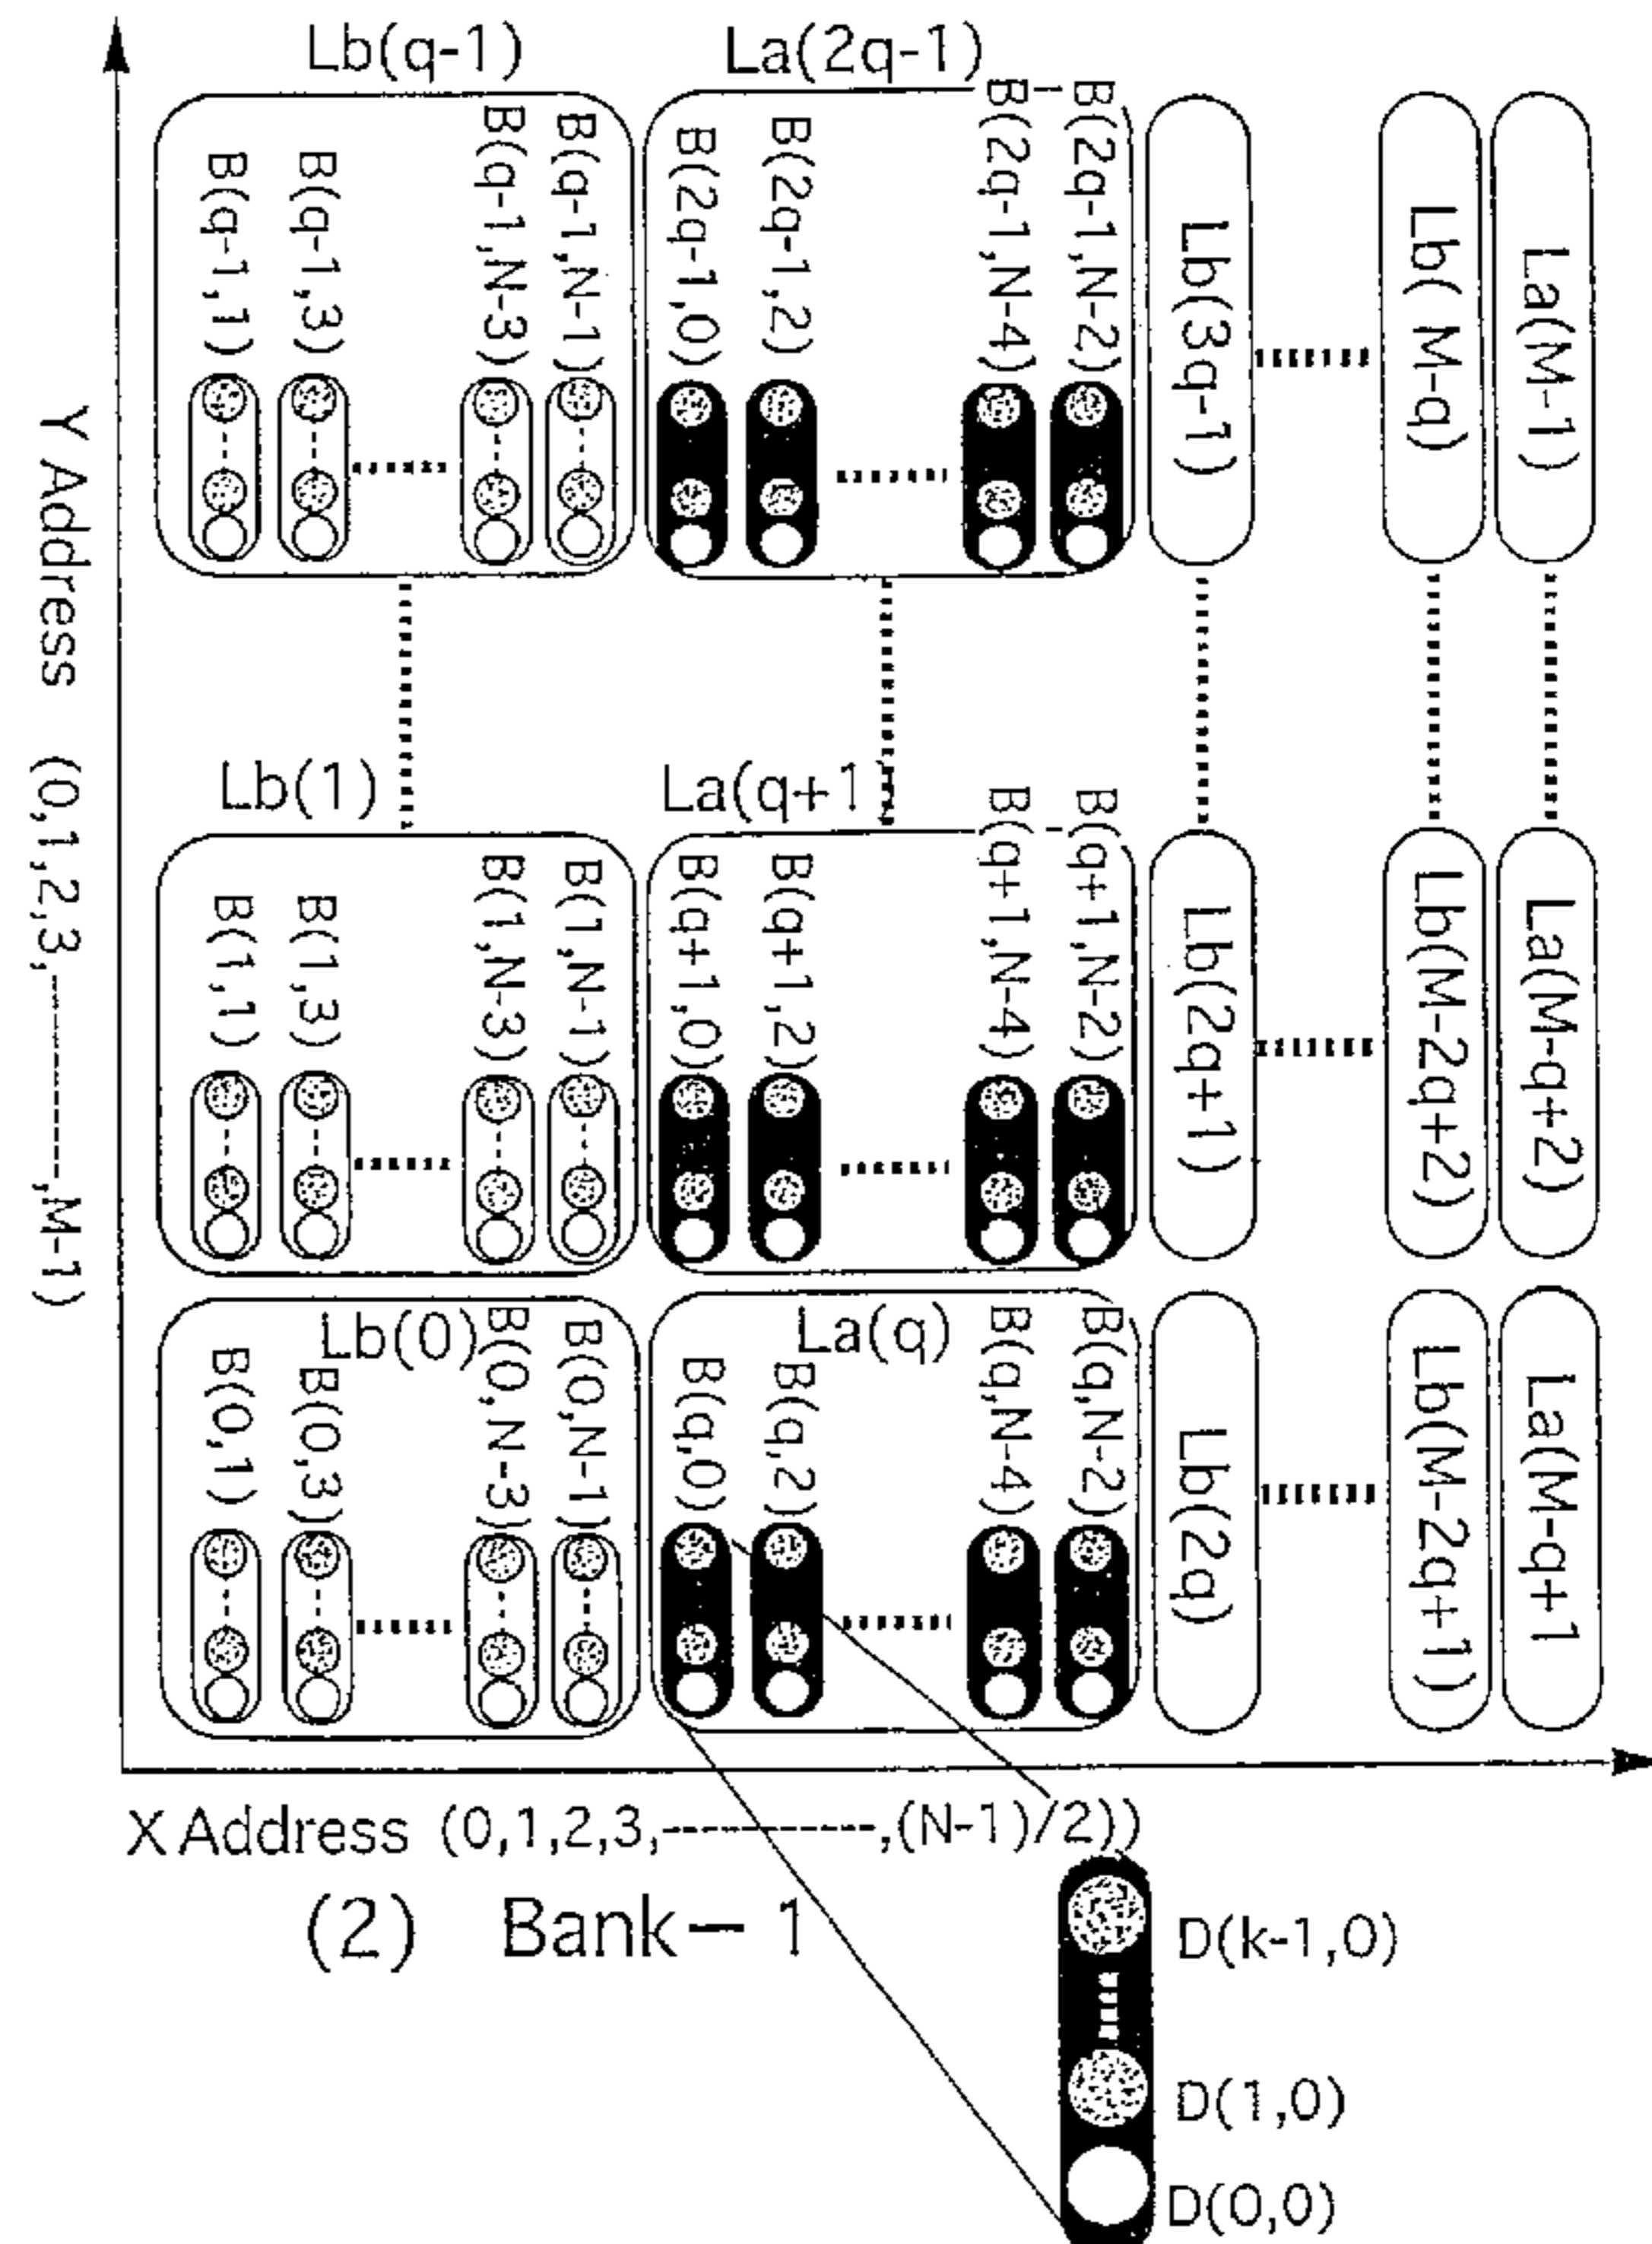 Lb(q-1)
La(2q-1)
B(q-1,1)
B(q-1,3)
B(q-1,N-3)
B(q-1,N-1)
B(2q-1,0)
B(2q-1,2)
B(2q-1,N-4)
B(2q-1,N-2)
Lb(3q-1)
Lb(M-q)
La(M-1)
Y Address (0,1,2,3,----------,M-1)
Lb(1)
La(q+1)
B(1,1)
B(1,3)
B(1,N-3)
B(1,N-1)
B(q+1,0)
B(q+1,2)
B(q+1,N-4)
B(q+1,N-2)
Lb(2q+1)
Lb(M-2q+2)
La(M-q+2)
Lb(0)
La(q)
B(0,1)
B(0,3)
B(0,N-3)
B(0,N-1)
B(q,0)
B(q,2)
B(q,N-4)
B(q,N-2)
Lb(2q)
Lb(M-2q+1)
La(M-q+1
X Address (0,1,2,3,----------,(N-1)/2))
(2) Bank-1
D(k-1,0)
D(1,0)
D(0,0)